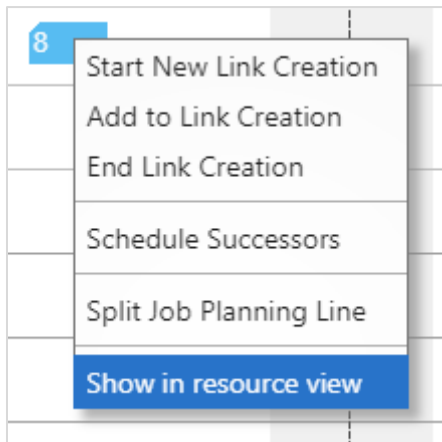 8
Start New Link Creation
Add to Link Creation
End Link Creation
Schedule Successors
Split Job Planning Line
Show in resource view